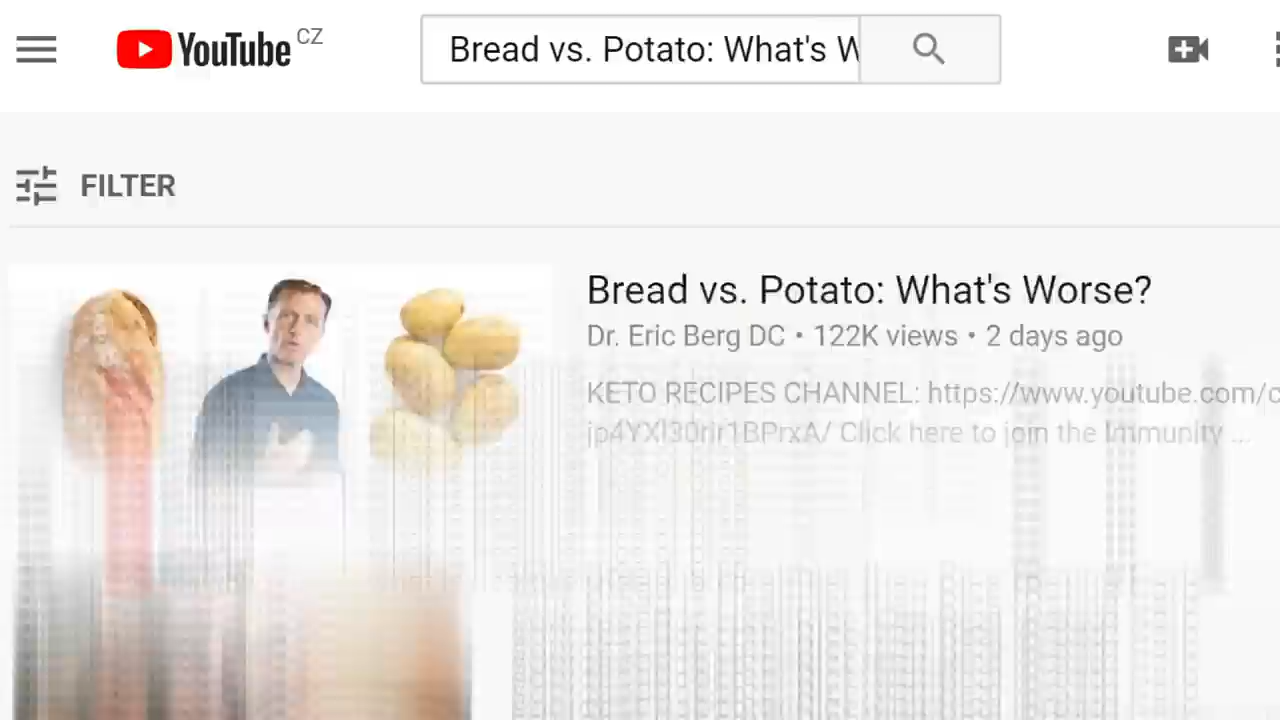 YouTube CZ
Bread vs. Potato: What's W
FILTER
Bread vs. Potato: What's Worse?
Dr. Eric Berg DC • 122K views • 2 days ago
KETO RECIPES CHANNEL: https://www.youtube.com/c
Click here to join the Immunity ...